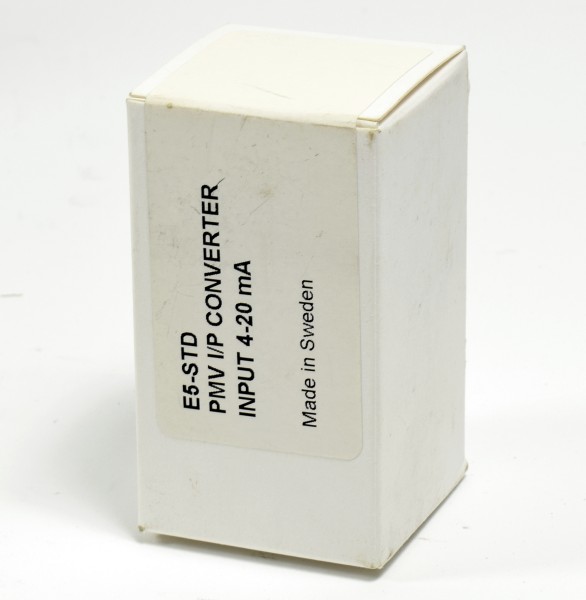 E5-STD
PMV I/P CONVERTER
INPUT 4-20 mA
Made in Sweden